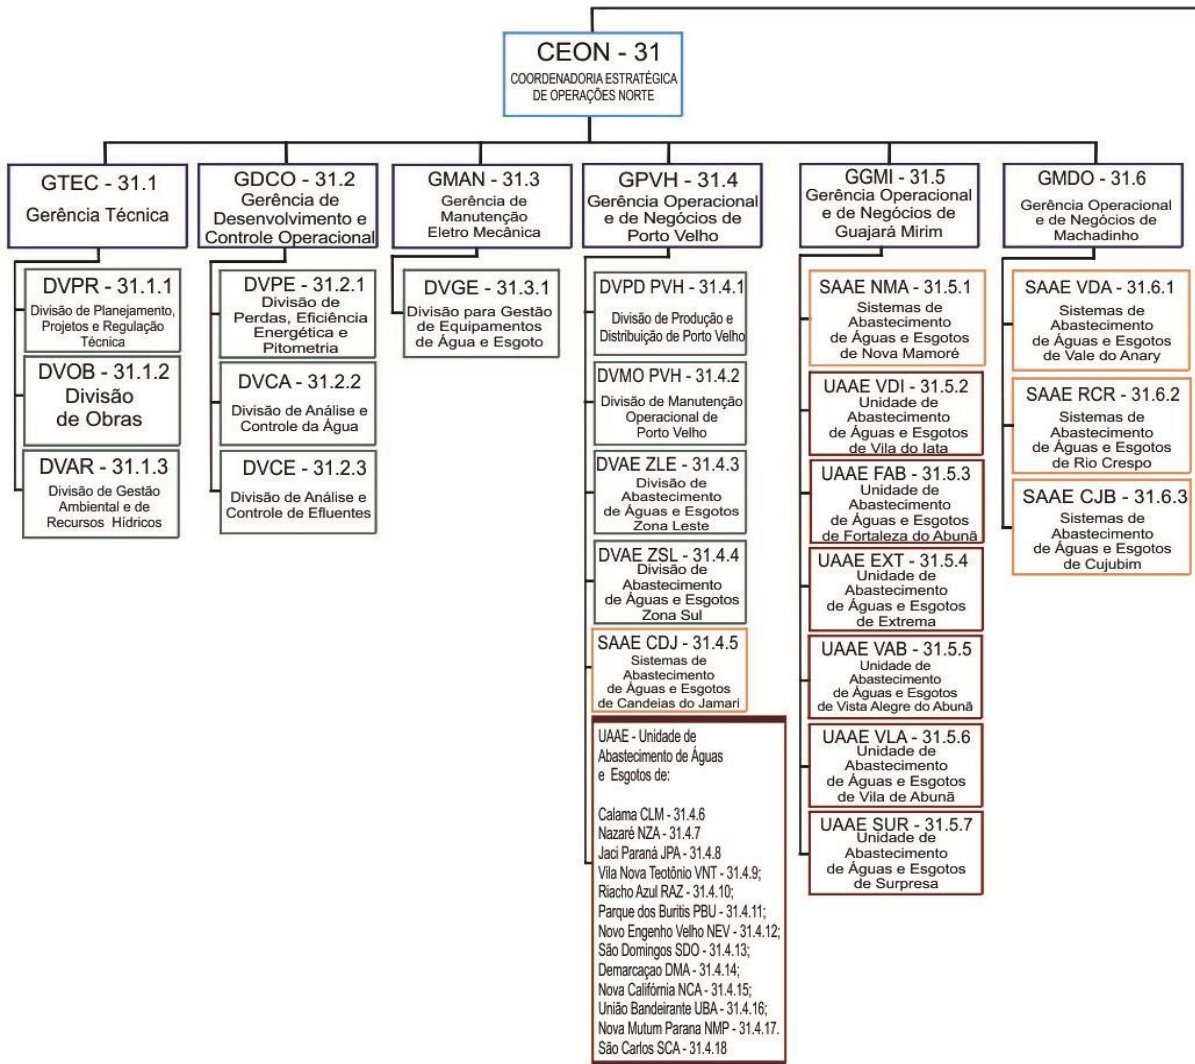 CEON - 31
COORDENADORIA ESTRATÉGICA
DE OPERAÇÕES NORTE
GTEC - 31.1
Gerência Técnica
DVPR - 31.1.1
Divisão de Planejamento,
Projetos e Regulação
Técnica
DVOB - 31.1.2
Divisão
de Obras
DVAR - 31.1.3
Divisão de Gestão
Ambiental e de
Recursos Hídricos
GDCO - 31.2
Gerência de
Desenvolvimento e
Controle Operacional
DVPE - 31.2.1
Divisão de
Perdas, Eficiência
Energética e
Pitometria
DVCA - 31.2.2
Divisão de Análise e
Controle da Água
DVCE - 31.2.3
Divisão de Análise e
Controle de Efluentes
GMAN - 31.3
Gerência de
Manutenção
Eletro Mecânica
DVGE - 31.3.1
Divisão para Gestão
de Equipamentos
de Água e Esgoto
GPVH - 31.4
Gerência Operacional
e de Negócios de
Porto Velho
DVPD PVH - 31.4.1
Divisão de Produção e
Distribuição de Porto Velho
DVMO PVH - 31.4.2
Divisão de Manutenção
Operacional de
Porto Velho
DVAE ZLE - 31.4.3
Divisão de
Abastecimento
de Águas e Esgotos
Zona Leste
DVAE ZSL - 31.4.4
Divisão de
Abastecimento
de Águas e Esgotos
Zona Sul
SAAE CDJ - 31.4.5
Sistemas de
Abastecimento
de Águas e Esgotos
de Candeias do Jamari
UAAE - Unidade de
Abastecimento de Águas
e Esgotos de:
Calama CLM - 31.4.6
Nazaré NZA - 31.4.7
Jaci Paraná JPA - 31.4.8
Vila Nova Teotônio VNT - 31.4.9;
Riacho Azul RAZ - 31.4.10;
Parque dos Buritis PBU - 31.4.11;
Novo Engenho Velho NEV - 31.4.12;
São Domingos SDO - 31.4.13;
Demarcaçao DMA - 31.4.14;
Nova Califórnia NCA - 31.4.15;
União Bandeirante UBA - 31.4.16;
Nova Mutum Parana NMP - 31.4.17.
São Carlos SCA - 31.4.18
GGMI - 31.5
Gerência Operacional
e de Negócios de
Guajará Mirim
SAAE NMA - 31.5.1
Sistemas de
Abastecimento
de Águas e Esgotos
de Nova Mamoré
UAAE VDI - 31.5.2
Unidade de
Abastecimento
de Águas e Esgotos
de Vila do Iata
UAAE FAB - 31.5.3
Unidade de
Abastecimento
de Águas e Esgotos
de Fortaleza do Abunã
UAAE EXT - 31.5.4
Unidade de
Abastecimento
de Águas e Esgotos
de Extrema
UAAE VAB - 31.5.5
Unidade de
Abastecimento
de Águas e Esgotos
de Vista Alegre do Abunã
UAAE VLA - 31.5.6
Unidade de
Abastecimento
de Águas e Esgotos
de Vila de Abunã
UAAE SUR - 31.5.7
Unidade de
Abastecimento
de Águas e Esgotos
de Surpresa
GMDO - 31.6
Gerência Operacional
e de Negócios de
Machadinho
SAAE VDA - 31.6.1
Sistemas de
Abastecimento
de Águas e Esgotos
de Vale do Anary
SAAE RCR - 31.6.2
Sistemas de
Abastecimento
de Águas e Esgotos
de Rio Crespo
SAAE CJB - 31.6.3
Sistemas de
Abastecimento
de Águas e Esgotos
de Cujubim